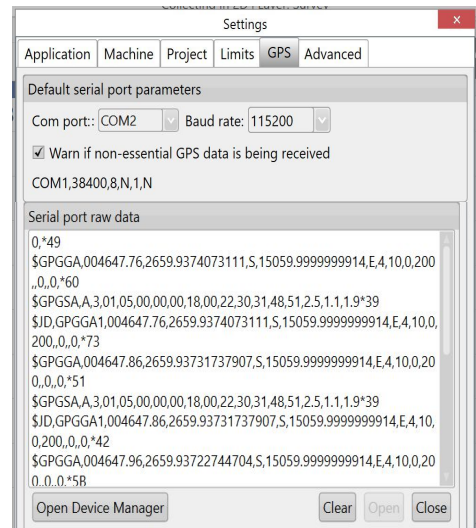 Settings
x
Application Machine Project Limits GPS Advanced
Default serial port parameters
Com port:: COM2 Baud rate: 115200
Warn if non-essential GPS data is being received
COM1,38400,8,N,1,N
Serial port raw data
0,*49
$GPGGA,004647.76,2659.9374073111,S,15059.9999999914,E,4,10,0,200
,,0,,0,*60
$GPGSA,A,3,01,05,00,00,00,18,00,22,30,31,48,51,2.5,1.1,1.9*39
$JD,GPGGA1,004647.76,2659.9374073111,S,15059.9999999914,E,4,10,0,
200,,0,,0,*73
$GPGGA,004647.86,2659.93731737907,S,15059.9999999914,E,4,10,0,20
0,,0,,0,*51
$GPGSA,A,3,01,05,00,00,00,18,00,22,30,31,48,51,2.5,1.1,1.9*39
$JD,GPGGA1,004647.86,2659.93731737907,S,15059.9999999914,E,4,10,
0,200,,0,,0,*42
$GPGGA,004647.96,2659.93722744704,S,15059.9999999914,E,4,10,0,20
0,,0,,0,*5B
Open Device Manager Clear Open Close